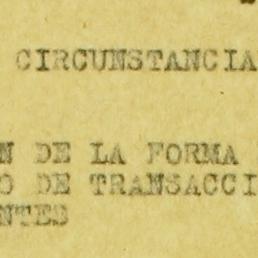 CIRCUNSTANCIA
N DE LA FORMA
O DE TRANSACCI
NTES